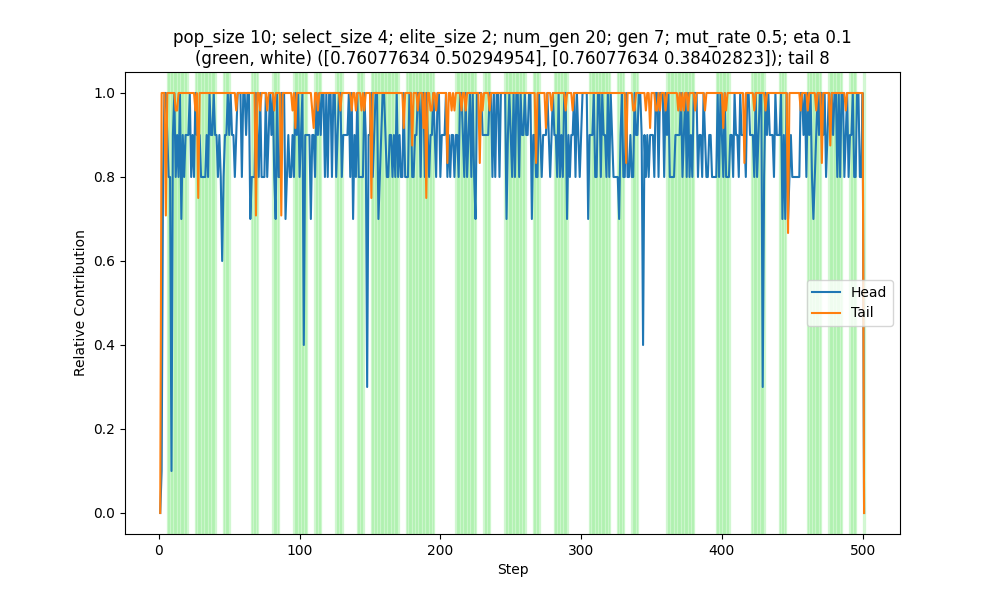 pop_size 10; select_size 4; elite_size 2; num_gen 20; gen 7; mut_rate 0.5; eta 0.1
(green, white) ([0.76077634 0.50294954], [0.76077634 0.38402823]); tail 8
1.0
0.8
0.6
0.4
0.2
0.0
Relative Contribution
Head
Tail
0 100 200 300 400 500
Step